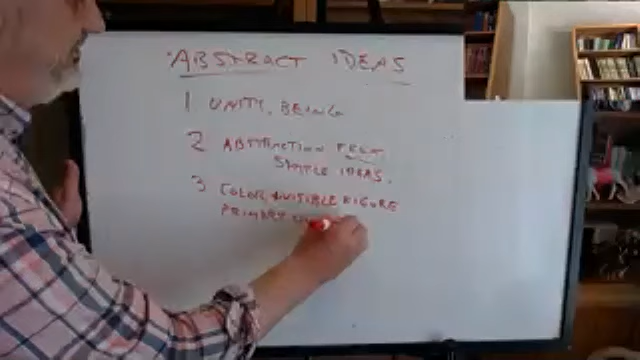 ABSTRACT IDEAS
1 UNITY, BEING
2 ABSTRACTION FROM
SIMPLE IDEAS.
3 COLOR, VISIBLE FIGURE
PRIMARY